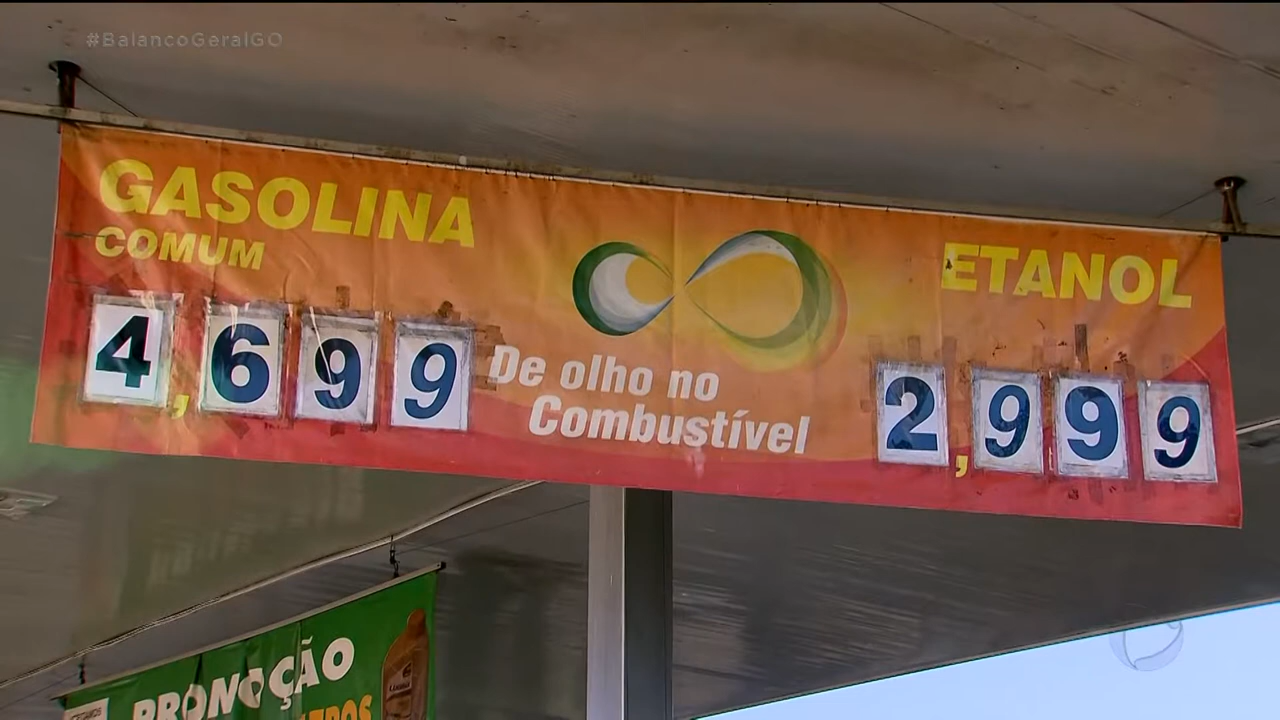 #BalancoGeralGO
GASOLINA
COMUM
4,699
De olho no
Combustível
ETANOL
2,999
PROMOÇÃO